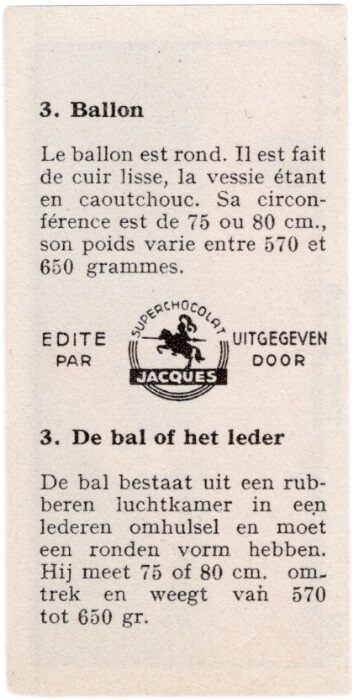 3. Ballon
Le ballon est rond. Il est fait
de cuir lisse, la vessie étant
en caoutchouc. Sa circon-
férence est de 75 ou 80 cm.,
son poids varie entre 570 et
650 grammes.
EDITE
PAR
SUPERCHOCOLAT
JACQUES
UITGEGEVEN
DOOR
3. De bal of het leder
De bal bestaat uit een rub-
beren luchtkamer in een
lederen omhulsel en moet
een ronden vorm hebben.
Hij meet 75 of 80 cm. om-
trek en weegt van 570
tot 650 gr.